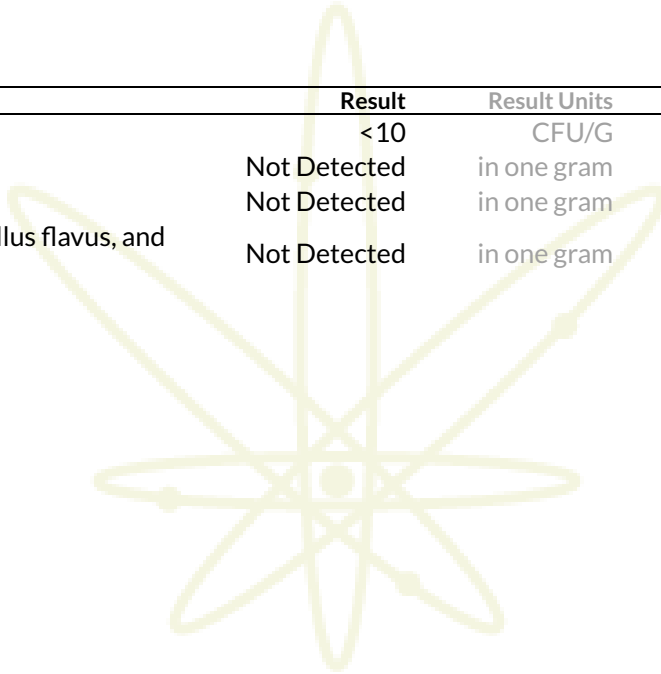 Result Result Units
<10 CFU/G
Not Detected in one gram
Not Detected in one gram
llus flavus, and
Not Detected in one gram